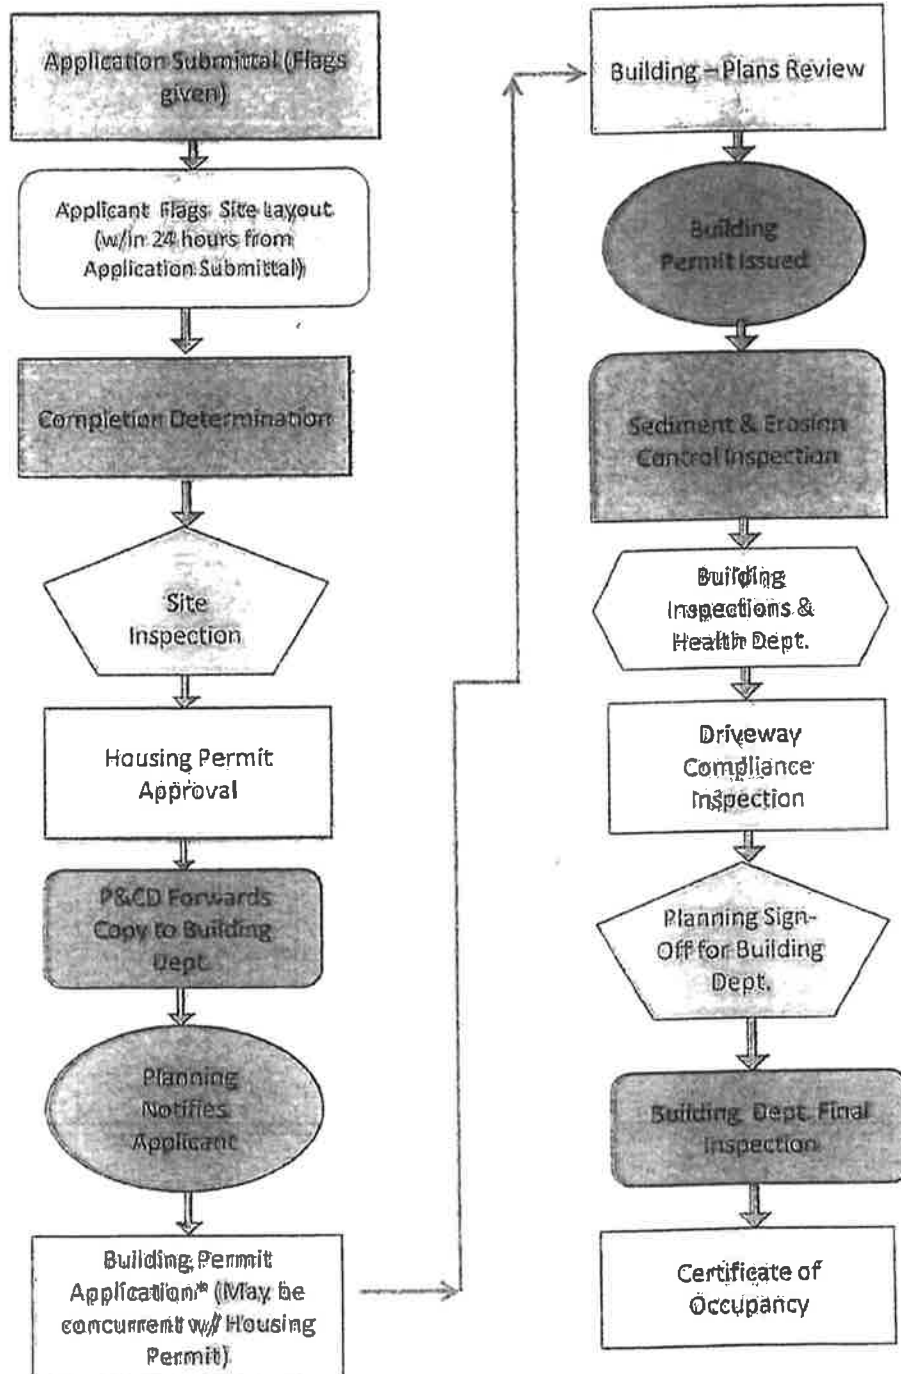 Application Submittal (Flags
given)
Applicant Flags Site Layout
(w/in 24 hours from
Application Submittal)
Completion Determination
Site
Inspection
Housing Permit
Approval
P&CD Forwards
Copy to Building
Dept.
Planning
Notifies
Applicant
Building Permit
Application* (May be
concurrent w/ Housing
Permit)
Building – Plans Review
Building
Permit Issued
Sediment & Erosion
Control Inspection
Building
Inspections &
Health Dept.
Driveway
Compliance
Inspection
Planning Sign-
Off for Building
Dept.
Building Dept. Final
Inspection
Certificate of
Occupancy